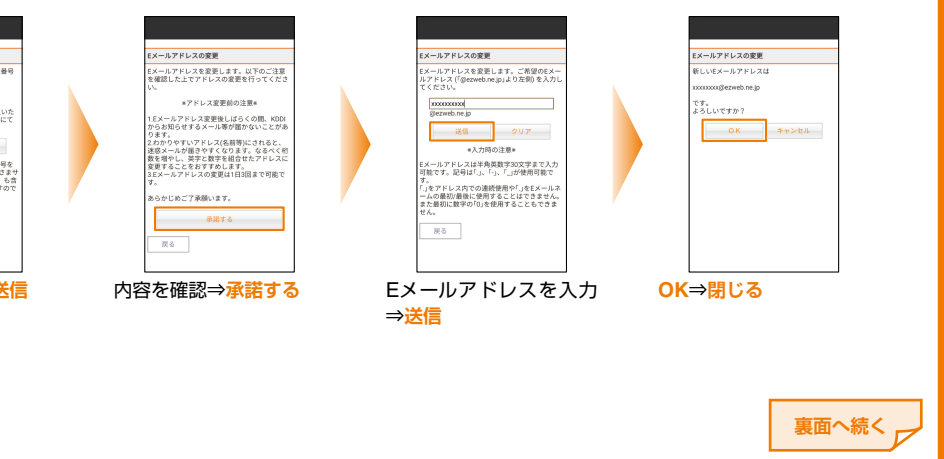 番号
いた
にて
号を
さまサ
も含
すので
送信
Eメールアドレスの変更
Eメールアドレスを変更します。以下のご注意
を確認した上でアドレスの変更を行ってくださ
い。
※アドレス変更前の注意※
1.Eメールアドレス変更後しばらくの間、KDDI
からお知らせするメール等が届かないことがあ
ります。
2.わかりやすいアドレス(名前等)にされると、
迷惑メールが届きやすくなります。なるべく桁
数を増やし、英字と数字を組合せたアドレスに
変更することをおすすめします。
3.Eメールアドレスの変更は1日3回まで可能で
す。
あらかじめご了承願います。
承諾する
戻る
内容を確認⇒承諾する
Eメールアドレスの変更
Eメールアドレスを変更します。ご希望のEメー
ルアドレス (「@ezweb.ne.jp」より左側) を入力し
てください。
xxxxxxxxxx
@ezweb.ne.jp
送信 クリア
※入力時の注意※
Eメールアドレスは半角英数字30文字まで入力
可能です。記号は「.」、「-」、「_」が使用可能で
す。
「.」をアドレス内での連続使用や「.」をEメールネ
ームの最初/最後に使用することはできません。
また最初に数字の「0」を使用することもできま
せん。
戻る
Eメールアドレスを入力
⇒送信
Eメールアドレスの変更
新しいEメールアドレスは
xxxxxxxx@ezweb.ne.jp
です。
よろしいですか？
OK キャンセル
OK⇒閉じる
裏面へ続く